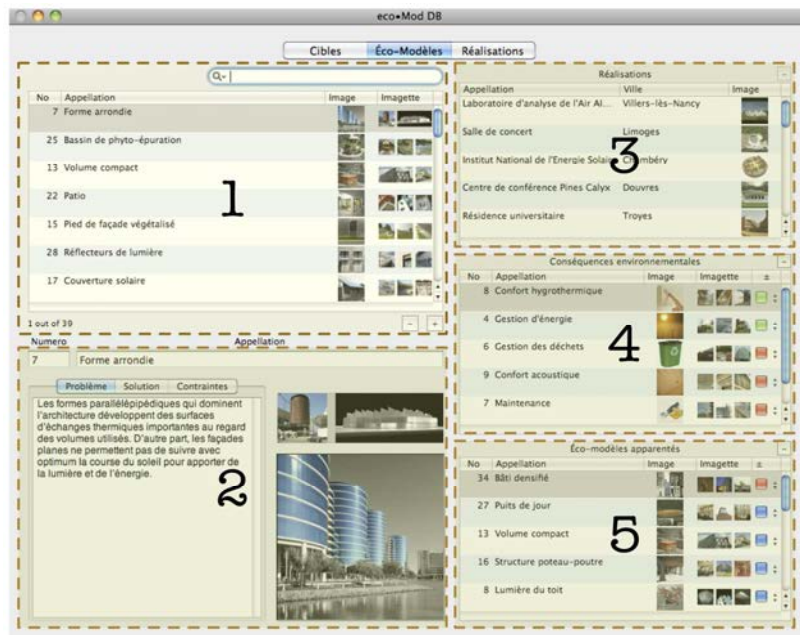 eco•Mod DB
Cibles Éco-Modèles Réalisations
No Appellation Image Imagette
7 Forme arrondie
25 Bassin de phyto-épuration
13 Volume compact
22 Patio
15 Pied de façade végétalisé
28 Réflecteurs de lumière
17 Couverture solaire
1
1 out of 39
- +
Numero Appellation
7 Forme arrondie
Problème Solution Contraintes
Les formes parallélépipédiques qui dominent
l'architecture développent des surfaces
d'échanges thermiques importantes au regard
des volumes utilisés. D'autre part, les façades
planes ne permettent pas de suivre avec
optimum la course du soleil pour apporter de
la lumière et de l'énergie.
2
Réalisations -
Appellation Ville Image
Laboratoire d'analyse de l'Air Al... Villers-lès-Nancy
Salle de concert Limoges
Institut National de l'Energie Solaire Chambéry
Centre de conférence Pines Calyx Douvres
Résidence universitaire Troyes
3
Conséquences environnementales -
No Appellation Image Imagette ±
8 Confort hygrothermique
4 Gestion d'énergie
6 Gestion des déchets
9 Confort acoustique
7 Maintenance
4
Éco-modèles apparentés -
No Appellation Image Imagette ±
34 Bâti densifié
27 Puits de jour
13 Volume compact
16 Structure poteau-poutre
8 Lumière du toit
5